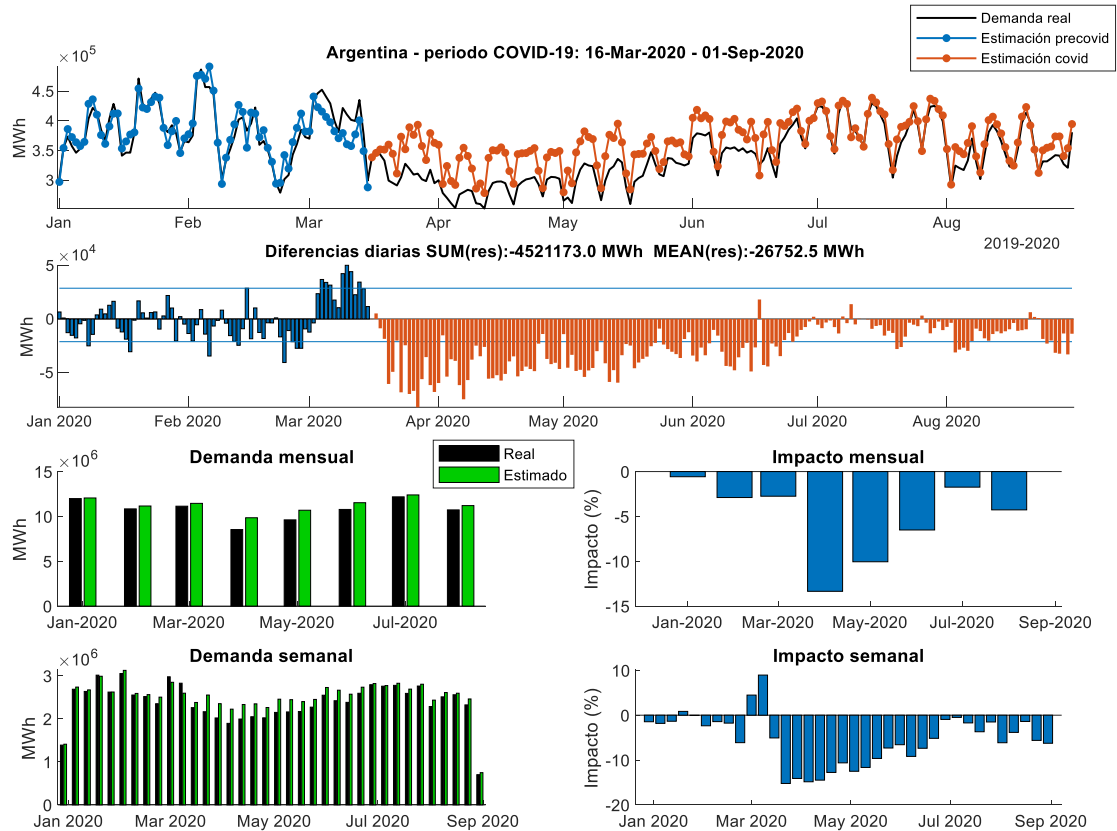 Demanda real
Estimación precovid
Estimación covid
× 10^5
Argentina - periodo COVID-19: 16-Mar-2020 - 01-Sep-2020
MWh
4.5
4
3.5
3
Jan Feb Mar Apr May Jun Jul Aug
2019-2020
× 10^4
Diferencias diarias SUM(res):-4521173.0 MWh MEAN(res):-26752.5 MWh
MWh
5
0
-5
Jan 2020 Feb 2020 Mar 2020 Apr 2020 May 2020 Jun 2020 Jul 2020 Aug 2020
× 10^6
Demanda mensual
Real
Estimado
MWh
15
10
5
0
Jan-2020 Mar-2020 May-2020 Jul-2020
Impacto mensual
Impacto (%)
0
-5
-10
-15
Jan-2020 Mar-2020 May-2020 Jul-2020 Sep-2020
× 10^6
Demanda semanal
MWh
3
2
1
0
Jan 2020 Mar 2020 May 2020 Jul 2020 Sep 2020
Impacto semanal
Impacto (%)
10
0
-10
-20
Jan 2020 Mar 2020 May 2020 Jul 2020 Sep 2020